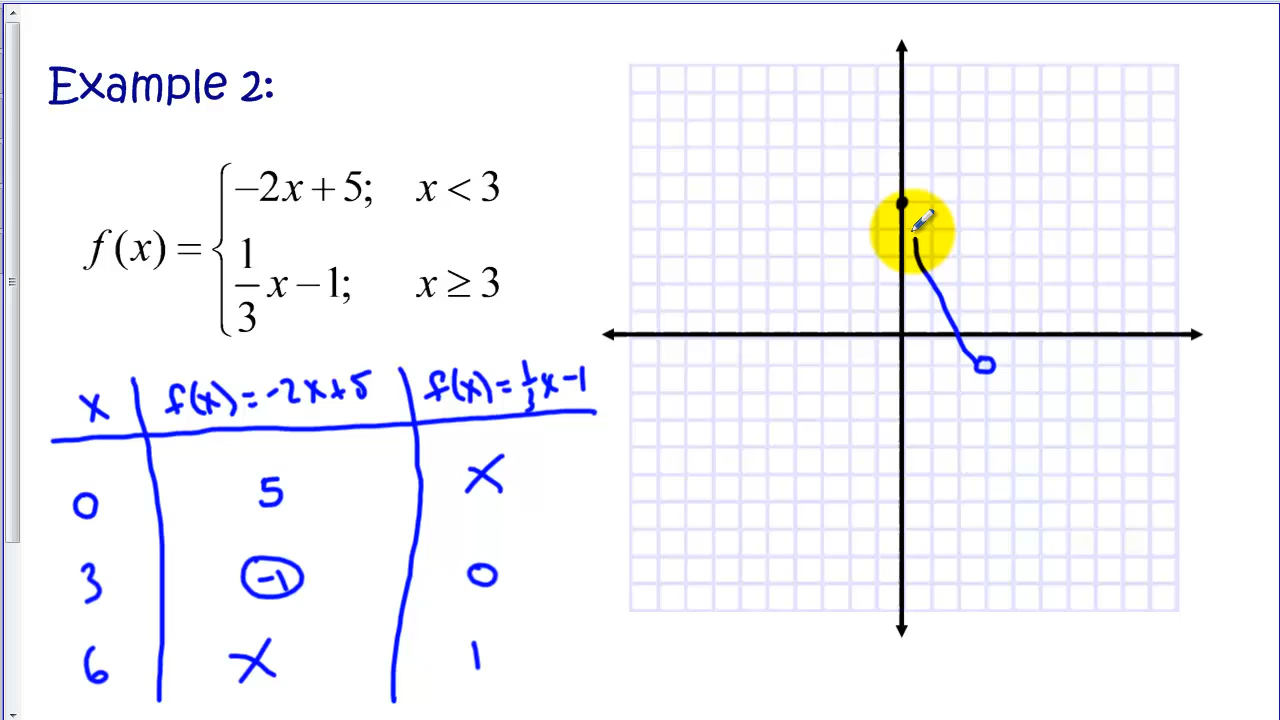 Example 2:
f(x) = { −2x + 5; x < 3
1/3 x − 1; x ≥ 3
x f(x) = -2x+5 f(x) = 1/3 x -1
0 5 X
3 -1 0
6 X 1